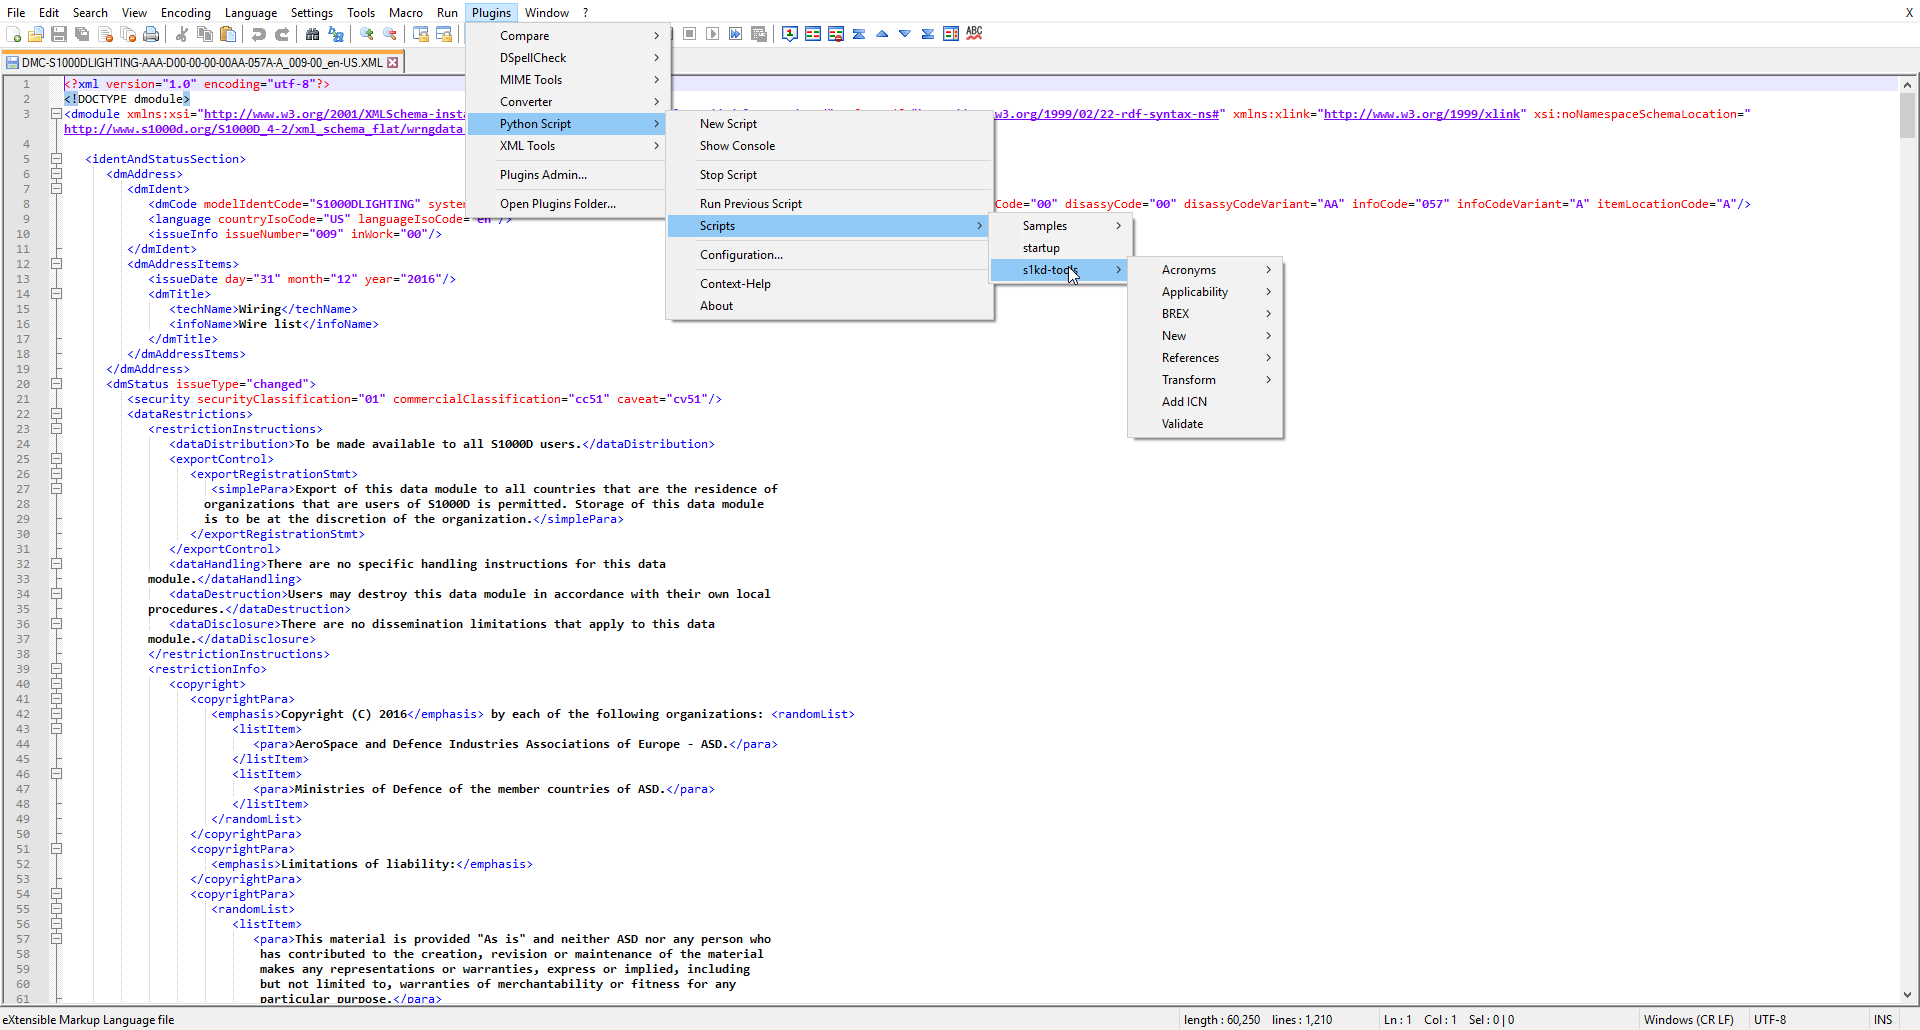 File Edit Search View Encoding Language Settings Tools Macro Run Plugins Window ? X
DMC-S1000DLIGHTING-AAA-D00-00-00-00AA-057A-A_009-00_en-US.XML
Compare
DSpellCheck
MIME Tools
Converter
Python Script
XML Tools
Plugins Admin...
Open Plugins Folder...
New Script
Show Console
Stop Script
Run Previous Script
Scripts
Configuration...
Context-Help
About
Samples
startup
s1kd-tools
Acronyms
Applicability
BREX
New
References
Transform
Add ICN
Validate
ABC
1 <?xml version="1.0" encoding="utf-8"?>
2 <!DOCTYPE dmodule>
3 <dmodule xmlns:xsi="http://www.w3.org/2001/XMLSchema-inst w3.org/1999/02/22-rdf-syntax-ns#" xmlns:xlink="http://www.w3.org/1999/xlink" xsi:noNamespaceSchemaLocation="
http://www.s1000d.org/S1000D_4-2/xml_schema_flat/wrngdata
4
5 <identAndStatusSection>
6 <dmAddress>
7 <dmIdent>
8 <dmCode modelIdentCode="S1000DLIGHTING" system Code="00" disassyCode="00" disassyCodeVariant="AA" infoCode="057" infoCodeVariant="A" itemLocationCode="A"/>
9 <language countryIsoCode="US" languageIsoCode="en"/>
10 <issueInfo issueNumber="009" inWork="00"/>
11 </dmIdent>
12 <dmAddressItems>
13 <issueDate day="31" month="12" year="2016"/>
14 <dmTitle>
15 <techName>Wiring</techName>
16 <infoName>Wire list</infoName>
17 </dmTitle>
18 </dmAddressItems>
19 </dmAddress>
20 <dmStatus issueType="changed">
21 <security securityClassification="01" commercialClassification="cc51" caveat="cv51"/>
22 <dataRestrictions>
23 <restrictionInstructions>
24 <dataDistribution>To be made available to all S1000D users.</dataDistribution>
25 <exportControl>
26 <exportRegistrationStmt>
27 <simplePara>Export of this data module to all countries that are the residence of
28 organizations that are users of S1000D is permitted. Storage of this data module
29 is to be at the discretion of the organization.</simplePara>
30 </exportRegistrationStmt>
31 </exportControl>
32 <dataHandling>There are no specific handling instructions for this data
33 module.</dataHandling>
34 <dataDestruction>Users may destroy this data module in accordance with their own local
35 procedures.</dataDestruction>
36 <dataDisclosure>There are no dissemination limitations that apply to this data
37 module.</dataDisclosure>
38 </restrictionInstructions>
39 <restrictionInfo>
40 <copyright>
41 <copyrightPara>
42 <emphasis>Copyright (C) 2016</emphasis> by each of the following organizations: <randomList>
43 <listItem>
44 <para>AeroSpace and Defence Industries Associations of Europe - ASD.</para>
45 </listItem>
46 <listItem>
47 <para>Ministries of Defence of the member countries of ASD.</para>
48 </listItem>
49 </randomList>
50 </copyrightPara>
51 <copyrightPara>
52 <emphasis>Limitations of liability:</emphasis>
53 </copyrightPara>
54 <copyrightPara>
55 <randomList>
56 <listItem>
57 <para>This material is provided "As is" and neither ASD nor any person who
58 has contributed to the creation, revision or maintenance of the material
59 makes any representations or warranties, express or implied, including
60 but not limited to, warranties of merchantability or fitness for any
61 particular purpose.</para>
eXtensible Markup Language file length : 60,250 lines : 1,210 Ln : 1 Col : 1 Sel : 0 | 0 Windows (CR LF) UTF-8 INS